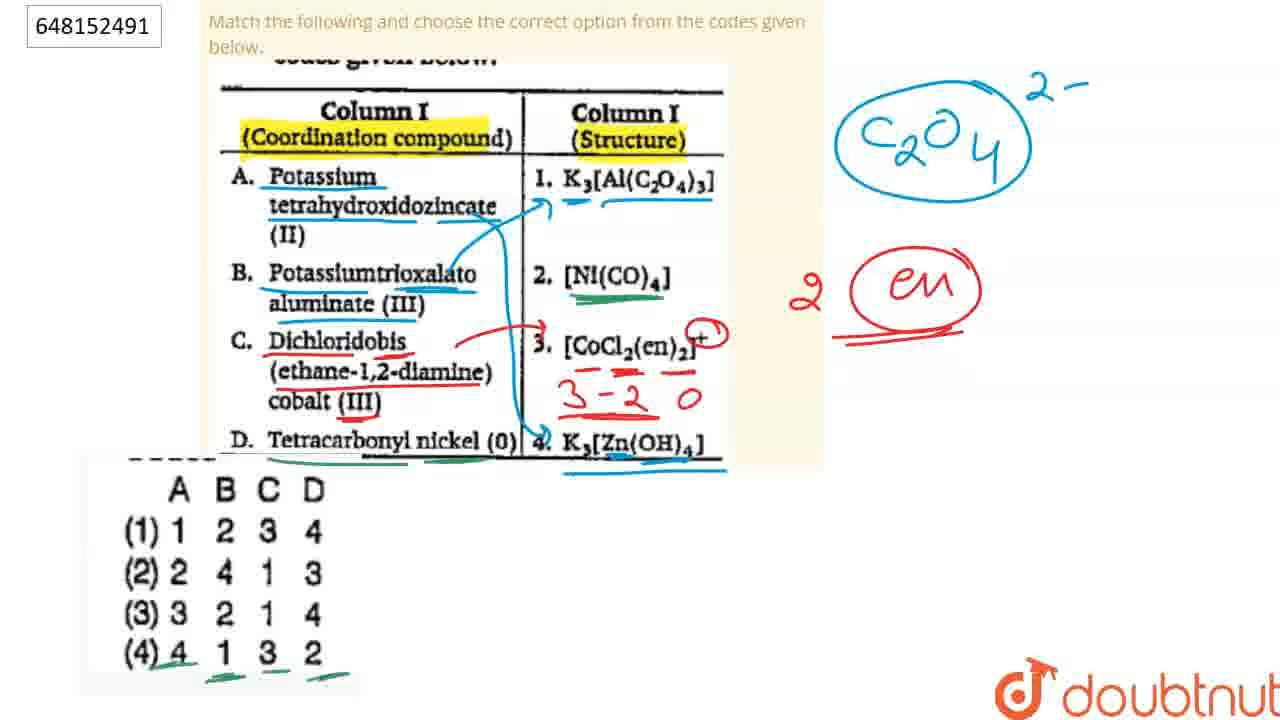 648152491
Match the following and choose the correct option from the codes given
below.
codes given below.
Column I
(Coordination compound)
Column I
(Structure)
A. Potassium
tetrahydroxidozincate
(II)
1. K₃[Al(C₂O₄)₃]
B. Potassiumtrioxalato
aluminate (III)
2. [Ni(CO)₄]
C. Dichloridobis
(ethane-1,2-diamine)
cobalt (III)
3. [CoCl₂(en)₂]⁺
3 - 2 0
D. Tetracarbonyl nickel (0)
4. K₃[Zn(OH)₄]
A B C D
(1) 1 2 3 4
(2) 2 4 1 3
(3) 3 2 1 4
(4) 4 1 3 2
C₂O₄ 2-
2 en
doubtnut